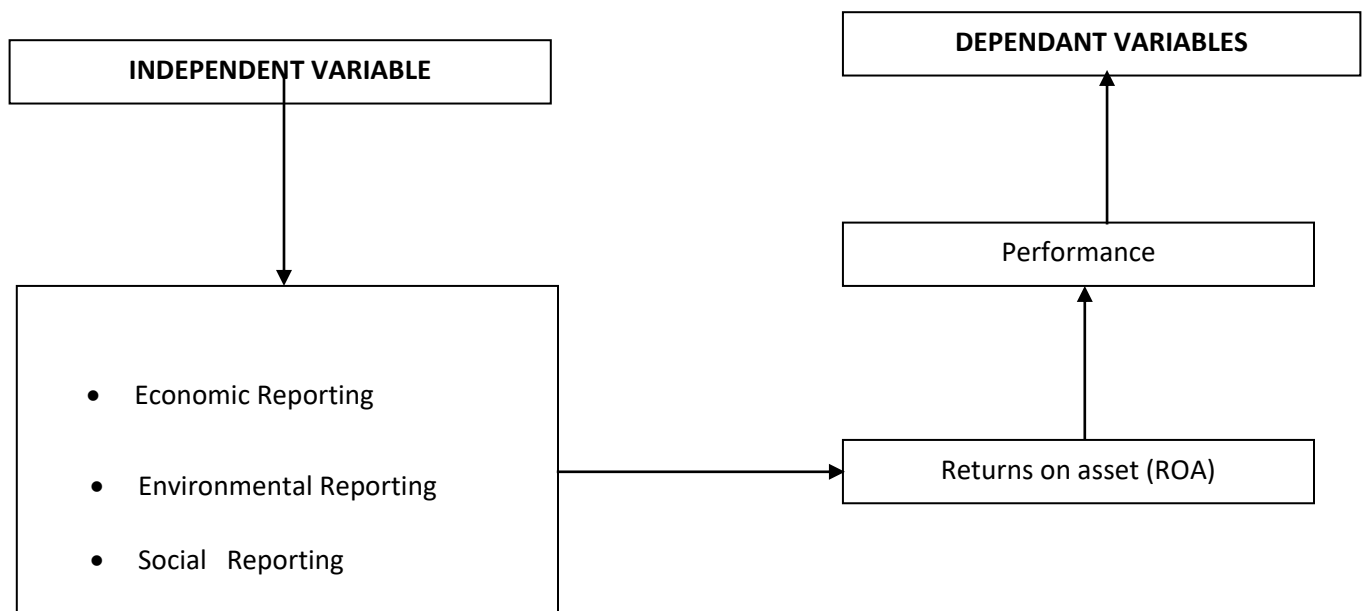 INDEPENDENT VARIABLE
DEPENDANT VARIABLES
Performance
• Economic Reporting
• Environmental Reporting
• Social Reporting
Returns on asset (ROA)